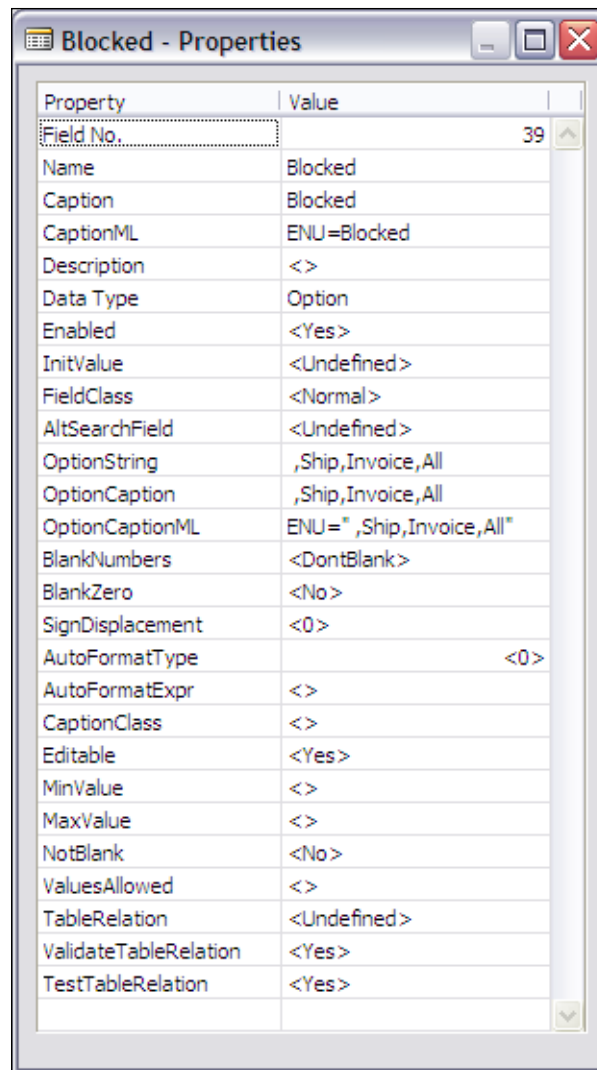 Blocked - Properties
Property Value
Field No. 39
Name Blocked
Caption Blocked
CaptionML ENU=Blocked
Description <>
Data Type Option
Enabled <Yes>
InitValue <Undefined>
FieldClass <Normal>
AltSearchField <Undefined>
OptionString ,Ship,Invoice,All
OptionCaption ,Ship,Invoice,All
OptionCaptionML ENU=" ,Ship,Invoice,All"
BlankNumbers <DontBlank>
BlankZero <No>
SignDisplacement <0>
AutoFormatType <0>
AutoFormatExpr <>
CaptionClass <>
Editable <Yes>
MinValue <>
MaxValue <>
NotBlank <No>
ValuesAllowed <>
TableRelation <Undefined>
ValidateTableRelation <Yes>
TestTableRelation <Yes>